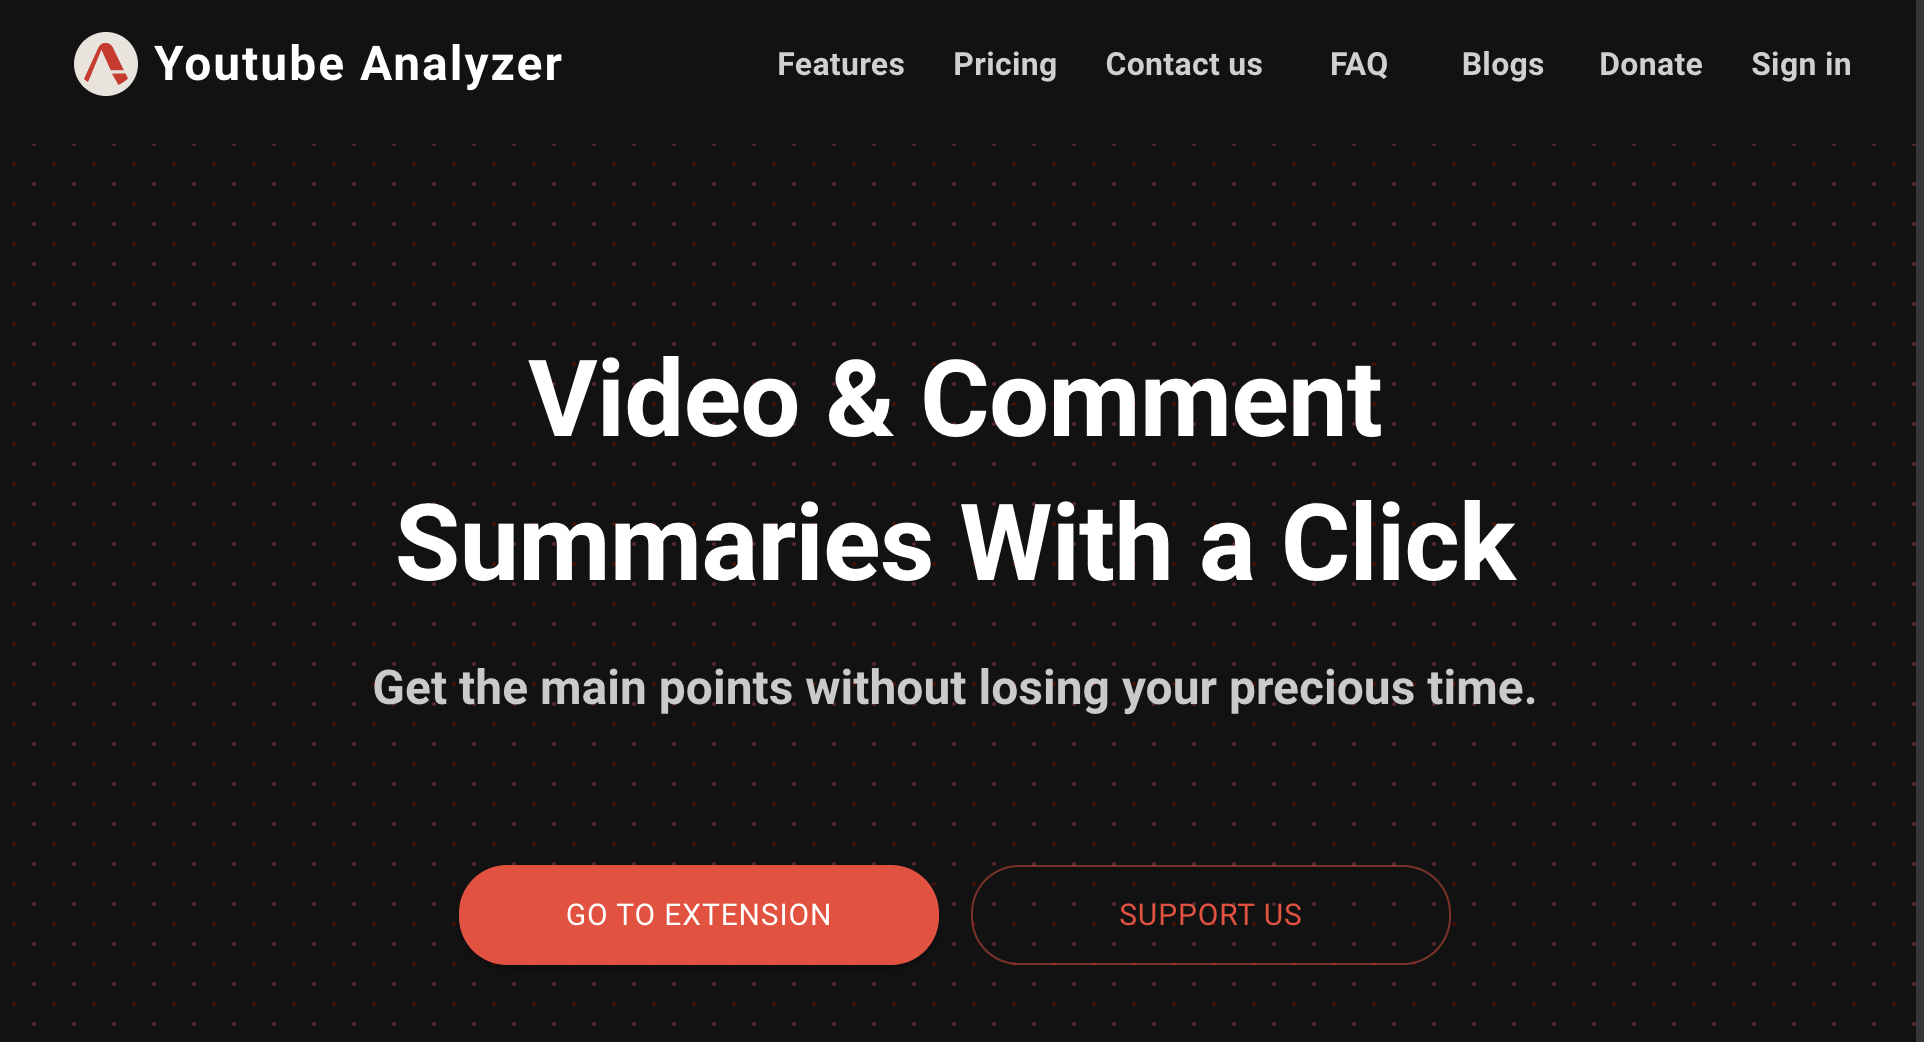 Youtube Analyzer
Features Pricing Contact us FAQ Blogs Donate Sign in
Video & Comment
Summaries With a Click
Get the main points without losing your precious time.
GO TO EXTENSION
SUPPORT US